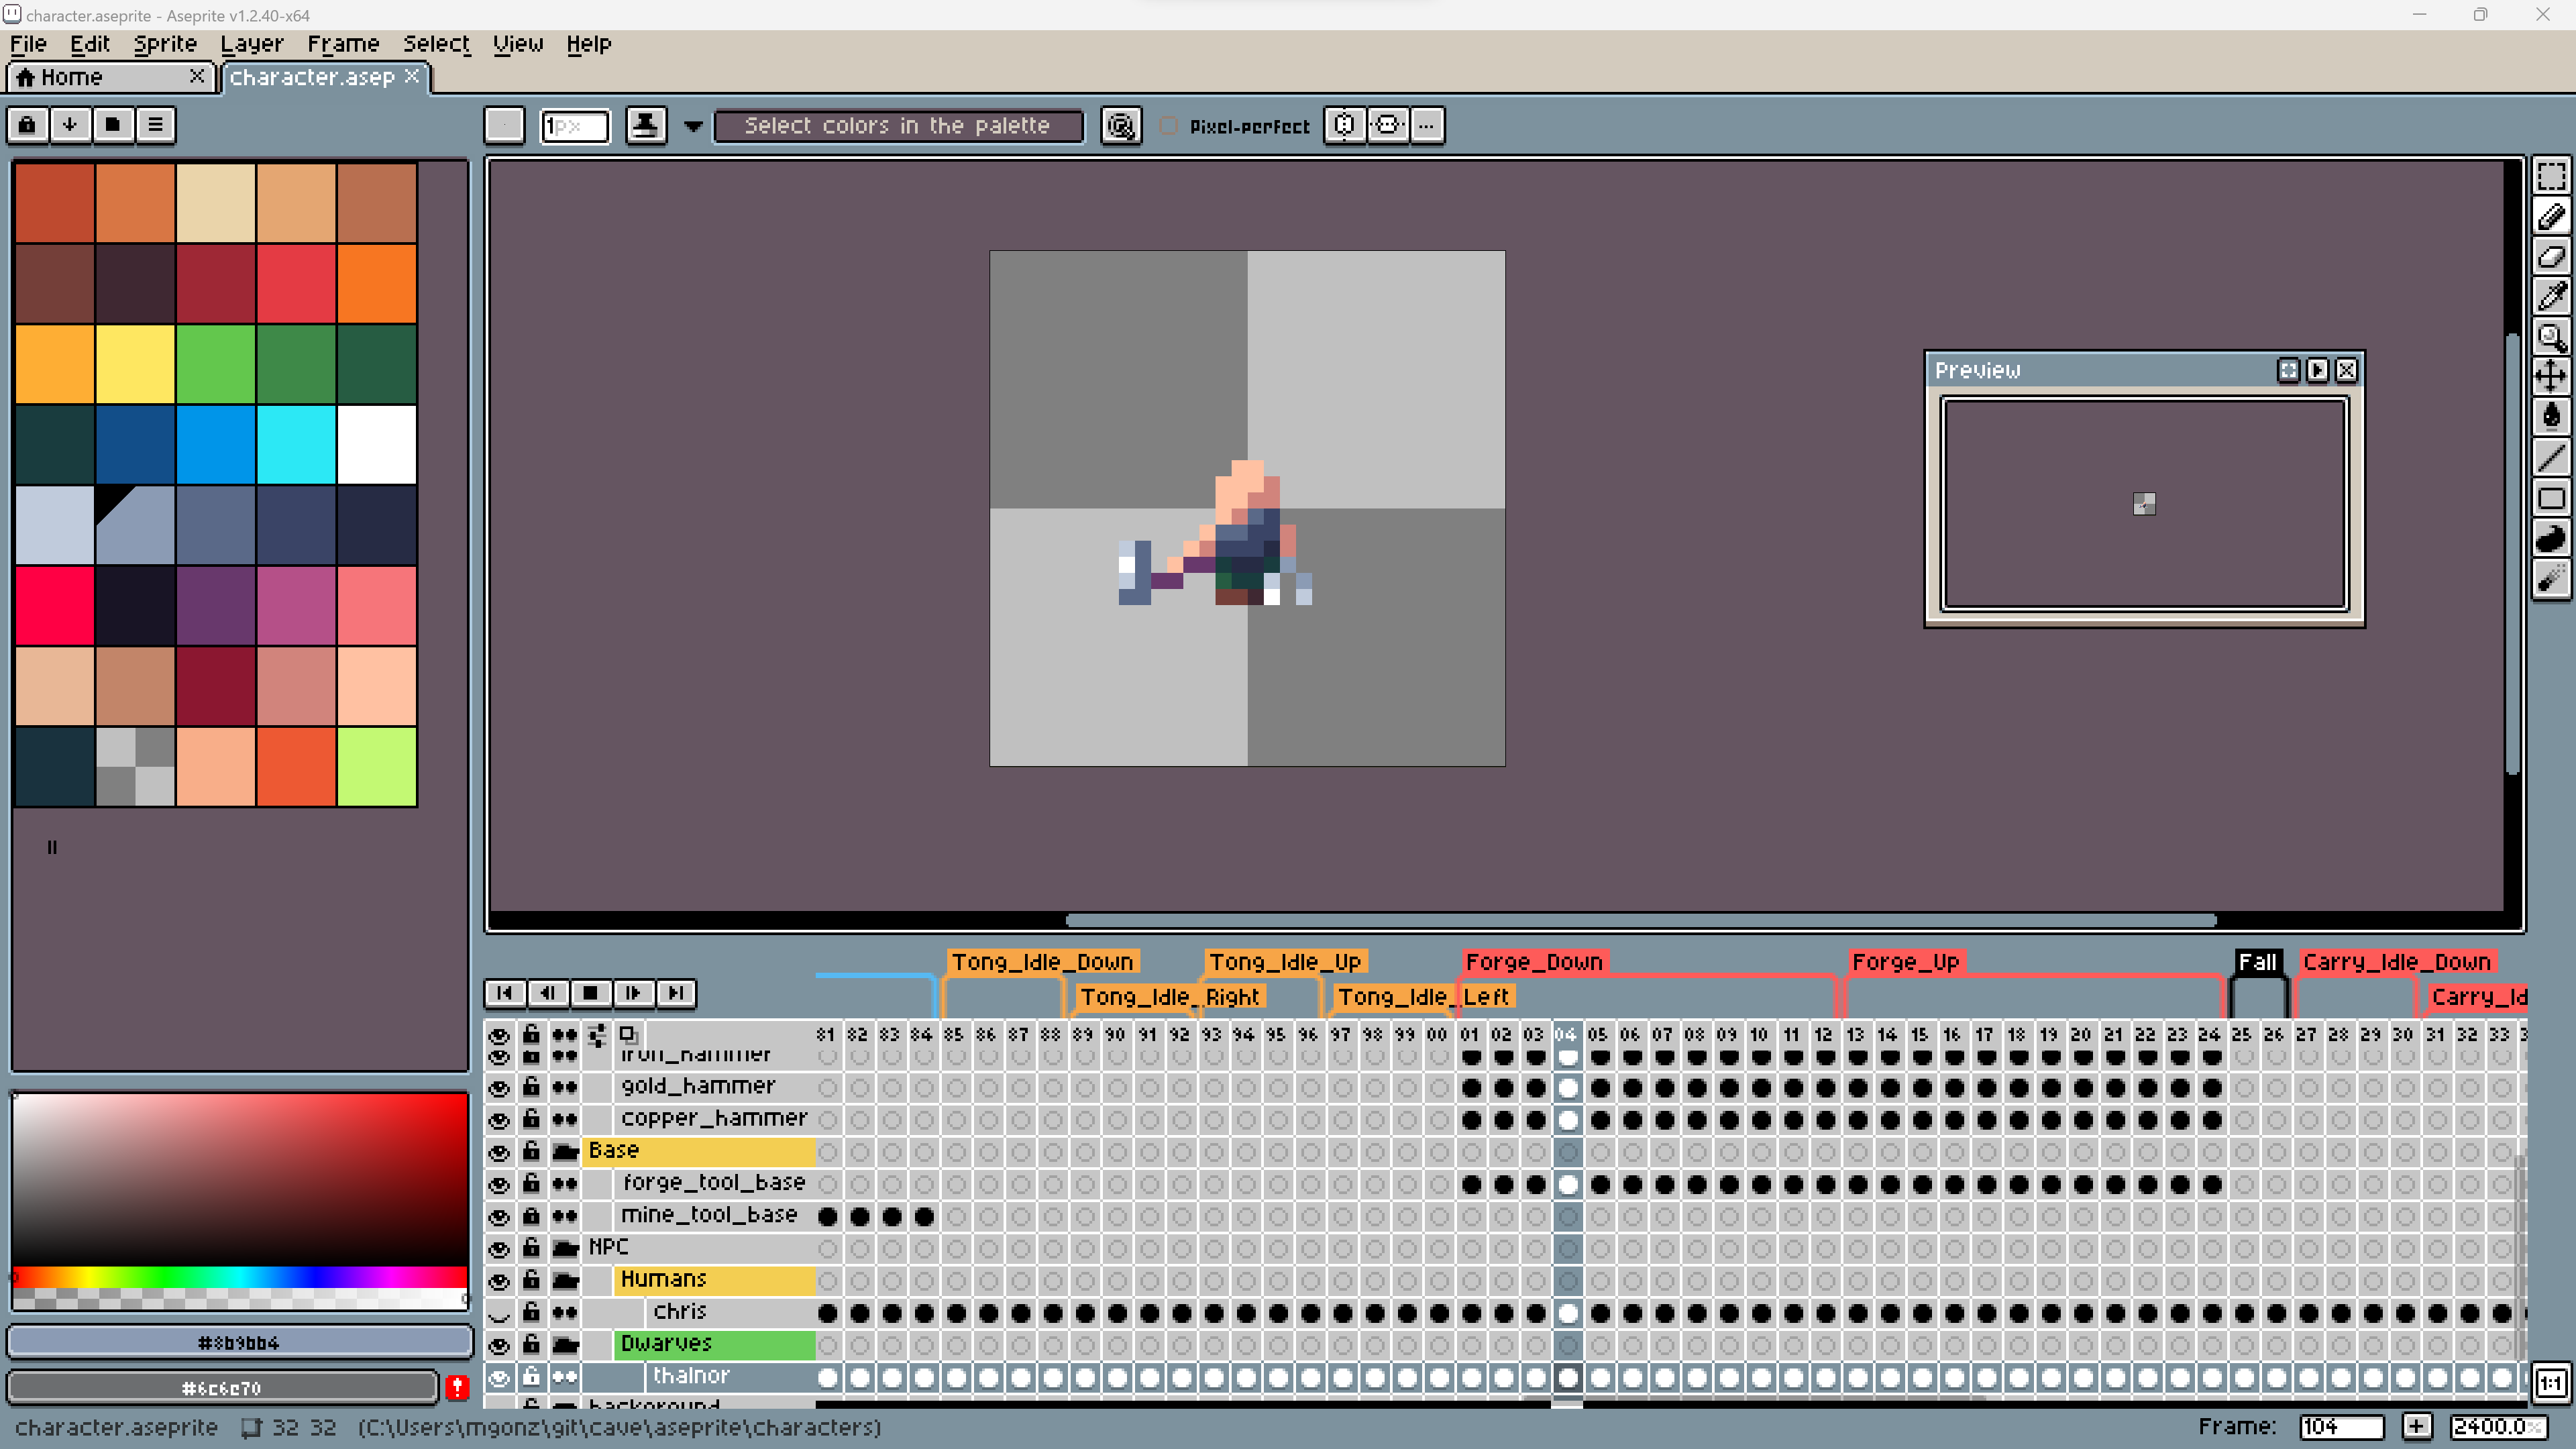 character.aseprite - Aseprite v1.2.40-x64
File Edit Sprite Layer Frame Select View Help
Home character.asep
1px Select colors in the palette Pixel-perfect ...
Preview
Tong_Idle_Down Tong_Idle_Up Forge_Down Forge_Up Fall Carry_Idle_Down
Tong_Idle_Right Tong_Idle_Left Carry_Id
81 82 83 84 85 86 87 88 89 90 91 92 93 94 95 96 97 98 99 00 01 02 03 04 05 06 07 08 09 10 11 12 13 14 15 16 17 18 19 20 21 22 23 24 25 26 27 28 29 30 31 32 33
iron_hammer
gold_hammer
copper_hammer
Base
forge_tool_base
mine_tool_base
NPC
Humans
chris
Dwarves
thalnor
background
#8b9bb4
#6c6e70
1:1
character.aseprite 32 32 (C:\Users\mgonz\git\cave\aseprite\characters) Frame: 104 + 2400.0%